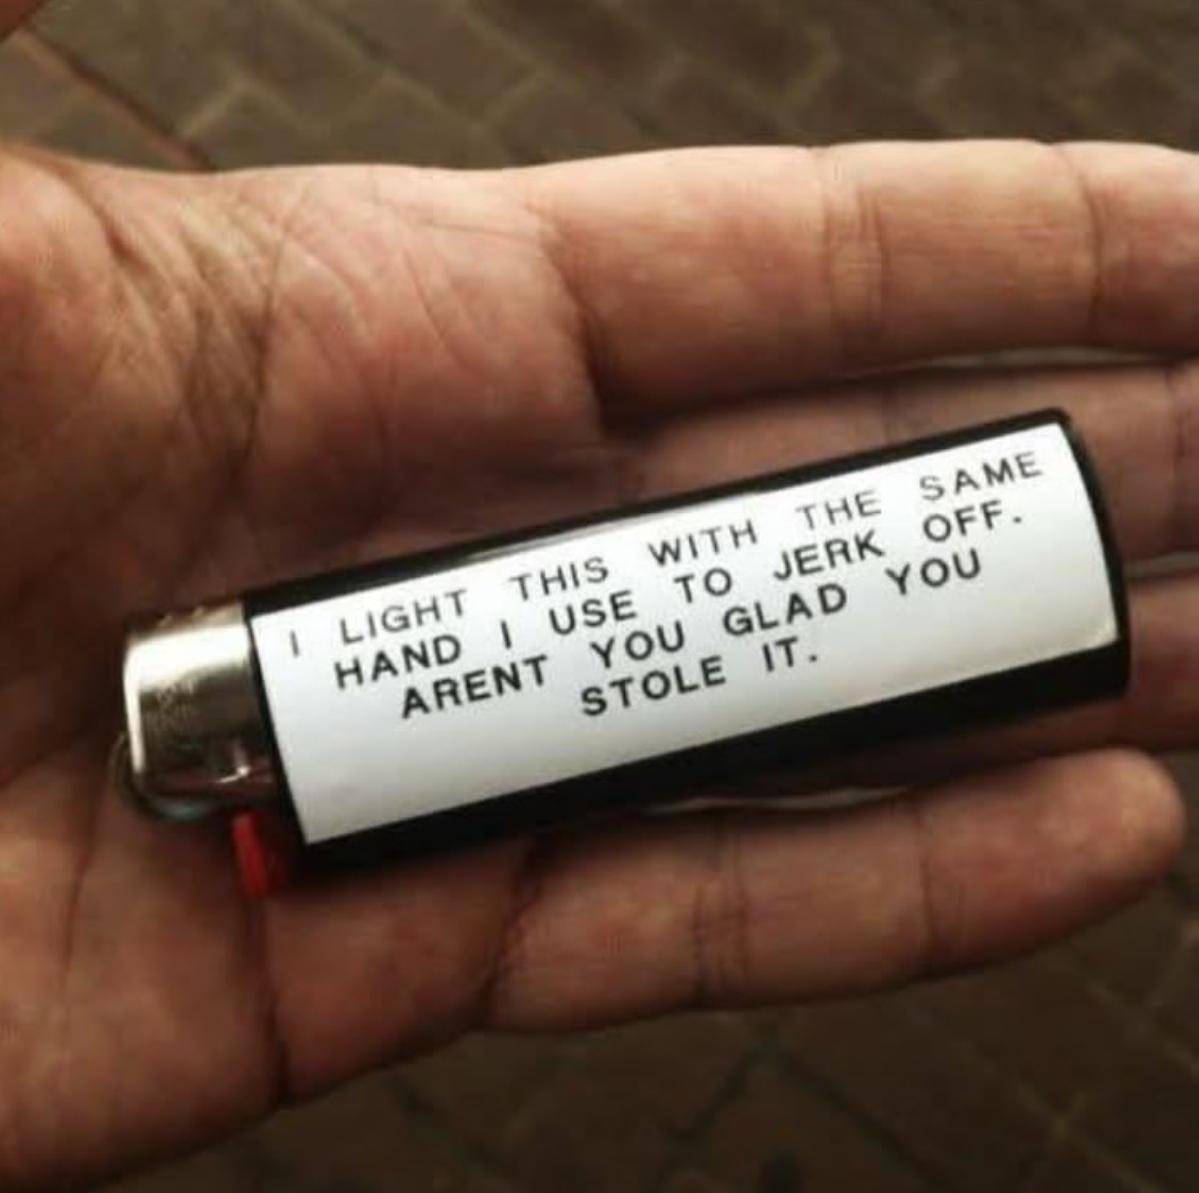 I LIGHT THIS WITH THE SAME
HAND I USE TO JERK OFF.
ARENT YOU GLAD YOU
STOLE IT.